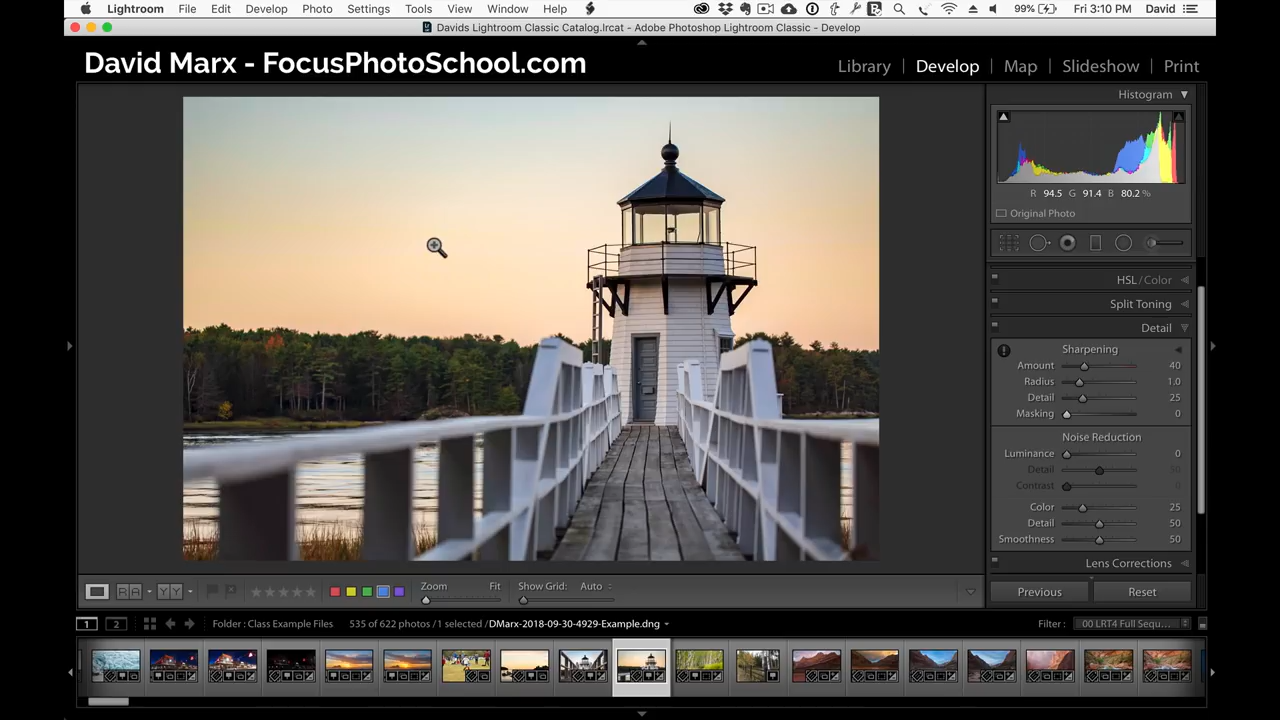 Lightroom File Edit Develop Photo Settings Tools View Window Help 99% Fri 3:10 PM David
Davids Lightroom Classic Catalog.lrcat - Adobe Photoshop Lightroom Classic - Develop
David Marx - FocusPhotoSchool.com
Library | Develop | Map | Slideshow | Print
Histogram
R 94.5 G 91.4 B 80.2 %
Original Photo
HSL / Color
Split Toning
Detail
Sharpening
Amount 40
Radius 1.0
Detail 25
Masking 0
Noise Reduction
Luminance 0
Detail 50
Contrast 0
Color 25
Detail 50
Smoothness 50
Lens Corrections
Previous Reset
RA YY Zoom Fit Show Grid: Auto
1 2 Folder : Class Example Files 535 of 622 photos / 1 selected / DMarx-2018-09-30-4929-Example.dng Filter : 00 LRT4 Full Sequ...